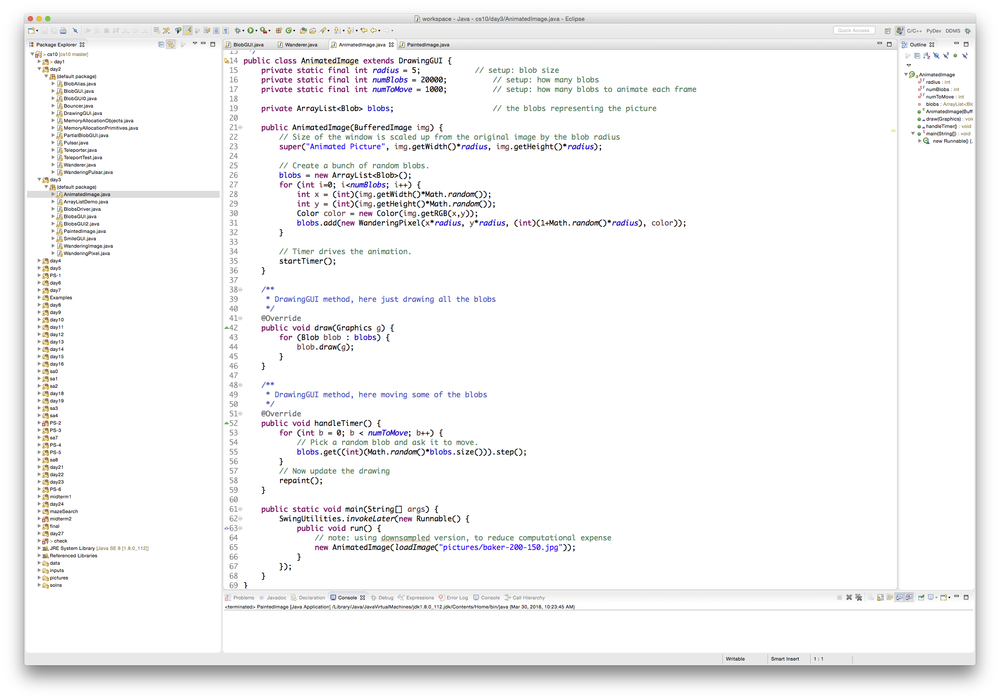 workspace - Java - cs10/day3/AnimatedImage.java - Eclipse
Quick Access
C/C++ PyDev DDMS
Package Explorer
> cs10 [cs10 master]
> day1
day2
(default package)
BlobAlias.java
BlobGUI.java
BlobGUI0.java
Bouncer.java
DrawingGUI.java
MemoryAllocationObjects.java
MemoryAllocationPrimitives.java
PartialBlobGUI.java
Pulsar.java
Teleporter.java
TeleportTest.java
Wanderer.java
WanderingPulsar.java
day3
(default package)
AnimatedImage.java
ArrayListDemo.java
BlobsDriver.java
BlobsGUI.java
BlobsGUI2.java
PaintedImage.java
SmileGUI.java
WanderingImage.java
WanderingPixel.java
day4
day5
PS-1
day6
day7
Examples
day8
day9
day10
day11
day12
day13
day14
day15
day16
sa0
sa1
sa2
day18
day19
sa3
sa4
PS-2
PS-3
sa7
PS-4
PS-5
sa8
day21
day22
day23
PS-6
midterm1
day24
mazeSearch
midterm2
final
day27
> check
JRE System Library [Java SE 8 [1.8.0_112]]
Referenced Libraries
data
inputs
pictures
solns
BlobGUI.java Wanderer.java AnimatedImage.java PaintedImage.java
13 */
14 public class AnimatedImage extends DrawingGUI {
15 private static final int radius = 5; // setup: blob size
16 private static final int numBlobs = 20000; // setup: how many blobs
17 private static final int numToMove = 1000; // setup: how many blobs to animate each frame
18
19 private ArrayList<Blob> blobs; // the blobs representing the picture
20
21 public AnimatedImage(BufferedImage img) {
22 // Size of the window is scaled up from the original image by the blob radius
23 super("Animated Picture", img.getWidth()*radius, img.getHeight()*radius);
24
25 // Create a bunch of random blobs.
26 blobs = new ArrayList<Blob>();
27 for (int i=0; i<numBlobs; i++) {
28 int x = (int)(img.getWidth()*Math.random());
29 int y = (int)(img.getHeight()*Math.random());
30 Color color = new Color(img.getRGB(x,y));
31 blobs.add(new WanderingPixel(x*radius, y*radius, (int)(1+Math.random()*radius), color));
32 }
33
34 // Timer drives the animation.
35 startTimer();
36 }
37
38 /**
39 * DrawingGUI method, here just drawing all the blobs
40 */
41 @Override
42 public void draw(Graphics g) {
43 for (Blob blob : blobs) {
44 blob.draw(g);
45 }
46 }
47
48 /**
49 * DrawingGUI method, here moving some of the blobs
50 */
51 @Override
52 public void handleTimer() {
53 for (int b = 0; b < numToMove; b++) {
54 // Pick a random blob and ask it to move.
55 blobs.get((int)(Math.random()*blobs.size())).step();
56 }
57 // Now update the drawing
58 repaint();
59 }
60
61 public static void main(String[] args) {
62 SwingUtilities.invokeLater(new Runnable() {
63 public void run() {
64 // note: using downsampled version, to reduce computational expense
65 new AnimatedImage(loadImage("pictures/baker-200-150.jpg"));
66 }
67 });
68 }
69 }
Outline
AnimatedImage
radius : int
numBlobs : int
numToMove : int
blobs : ArrayList<Blo
AnimatedImage(Buff
draw(Graphics) : void
handleTimer() : void
main(String[]) : void
new Runnable() {.
Problems @ Javadoc Declaration Console Debug Expressions Error Log Console Call Hierarchy
<terminated> PaintedImage [Java Application] /Library/Java/JavaVirtualMachines/jdk1.8.0_112.jdk/Contents/Home/bin/java (Mar 30, 2018, 10:23:45 AM)
Writable Smart Insert 1 : 1